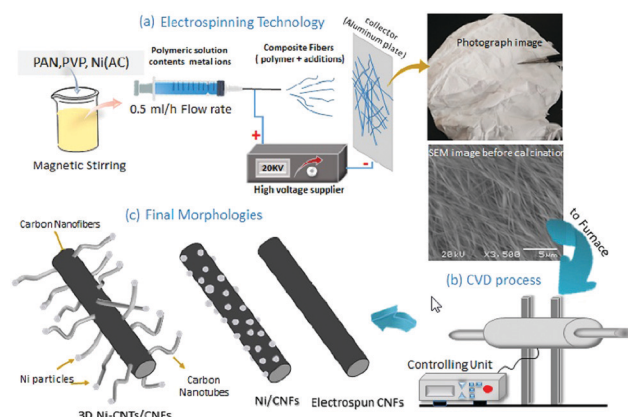 (a) Electrospinning Technology
PAN,PVP, Ni(AC)
Magnetic Stirring
Polymeric solution
contents metal ions
0.5 ml/h Flow rate
Composite Fibers
( polymer + additions)
collector
(Aluminum plate)
+
-
20KV
High voltage supplier
Photograph image
SEM image before calcination
20kV X3,500 5µm
to Furnace
(b) CVD process
Controlling Unit
(c) Final Morphologies
Carbon Nanofibers
Ni particles
Carbon
Nanotubes
3D Ni-CNTs/CNFs
Ni/CNFs
Electrospun CNFs